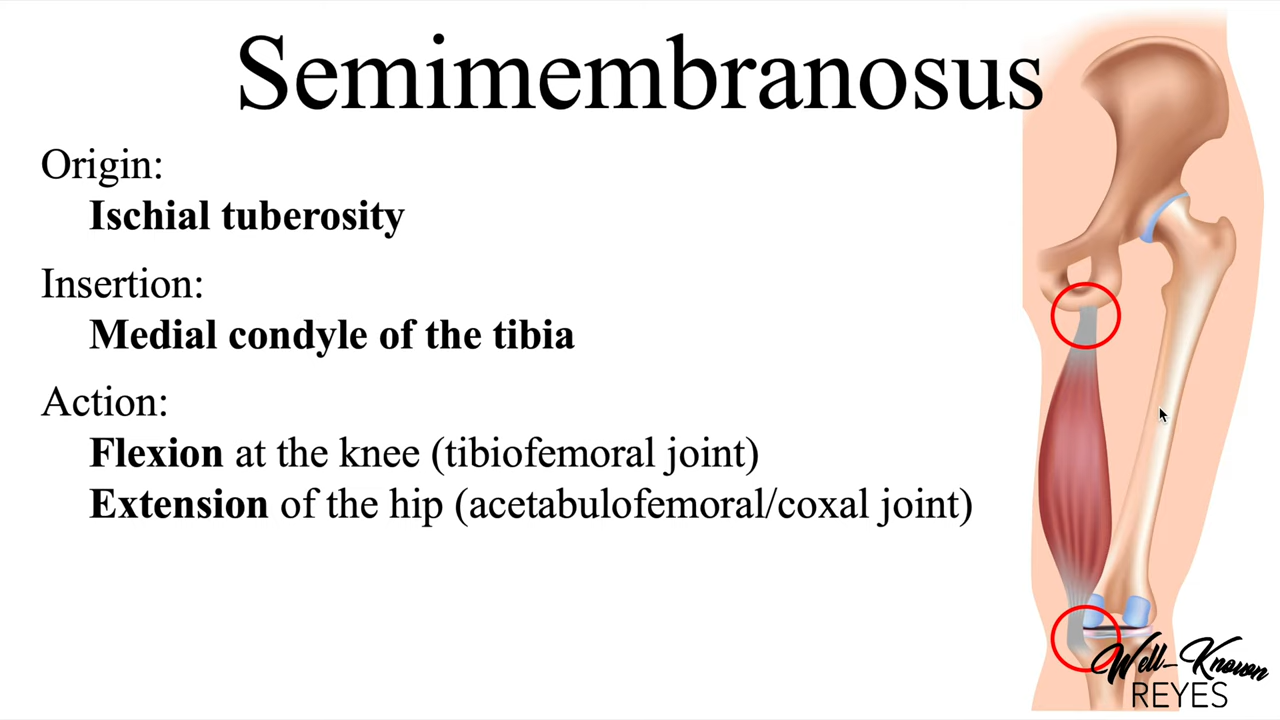 Semimembranosus
Origin:
Ischial tuberosity
Insertion:
Medial condyle of the tibia
Action:
Flexion at the knee (tibiofemoral joint)
Extension of the hip (acetabulofemoral/coxal joint)
Well-Known
REYES